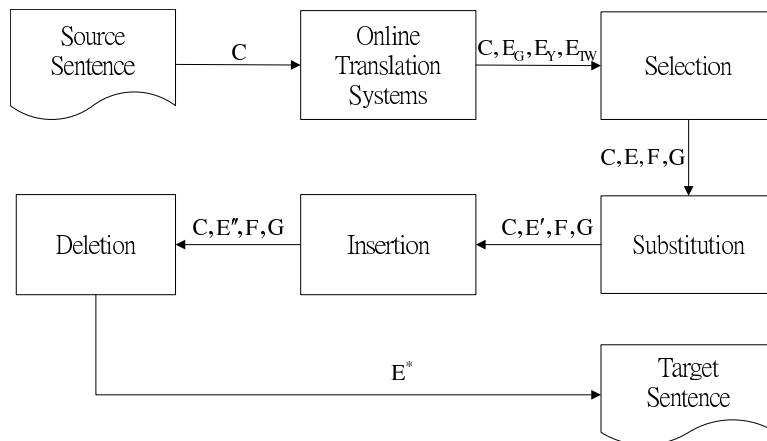 Source
Sentence
C
Online
Translation
Systems
C, E_G, E_Y, E_TW
Selection
C, E, F, G
Substitution
C, E′, F, G
Insertion
C, E″, F, G
Deletion
E*
Target
Sentence